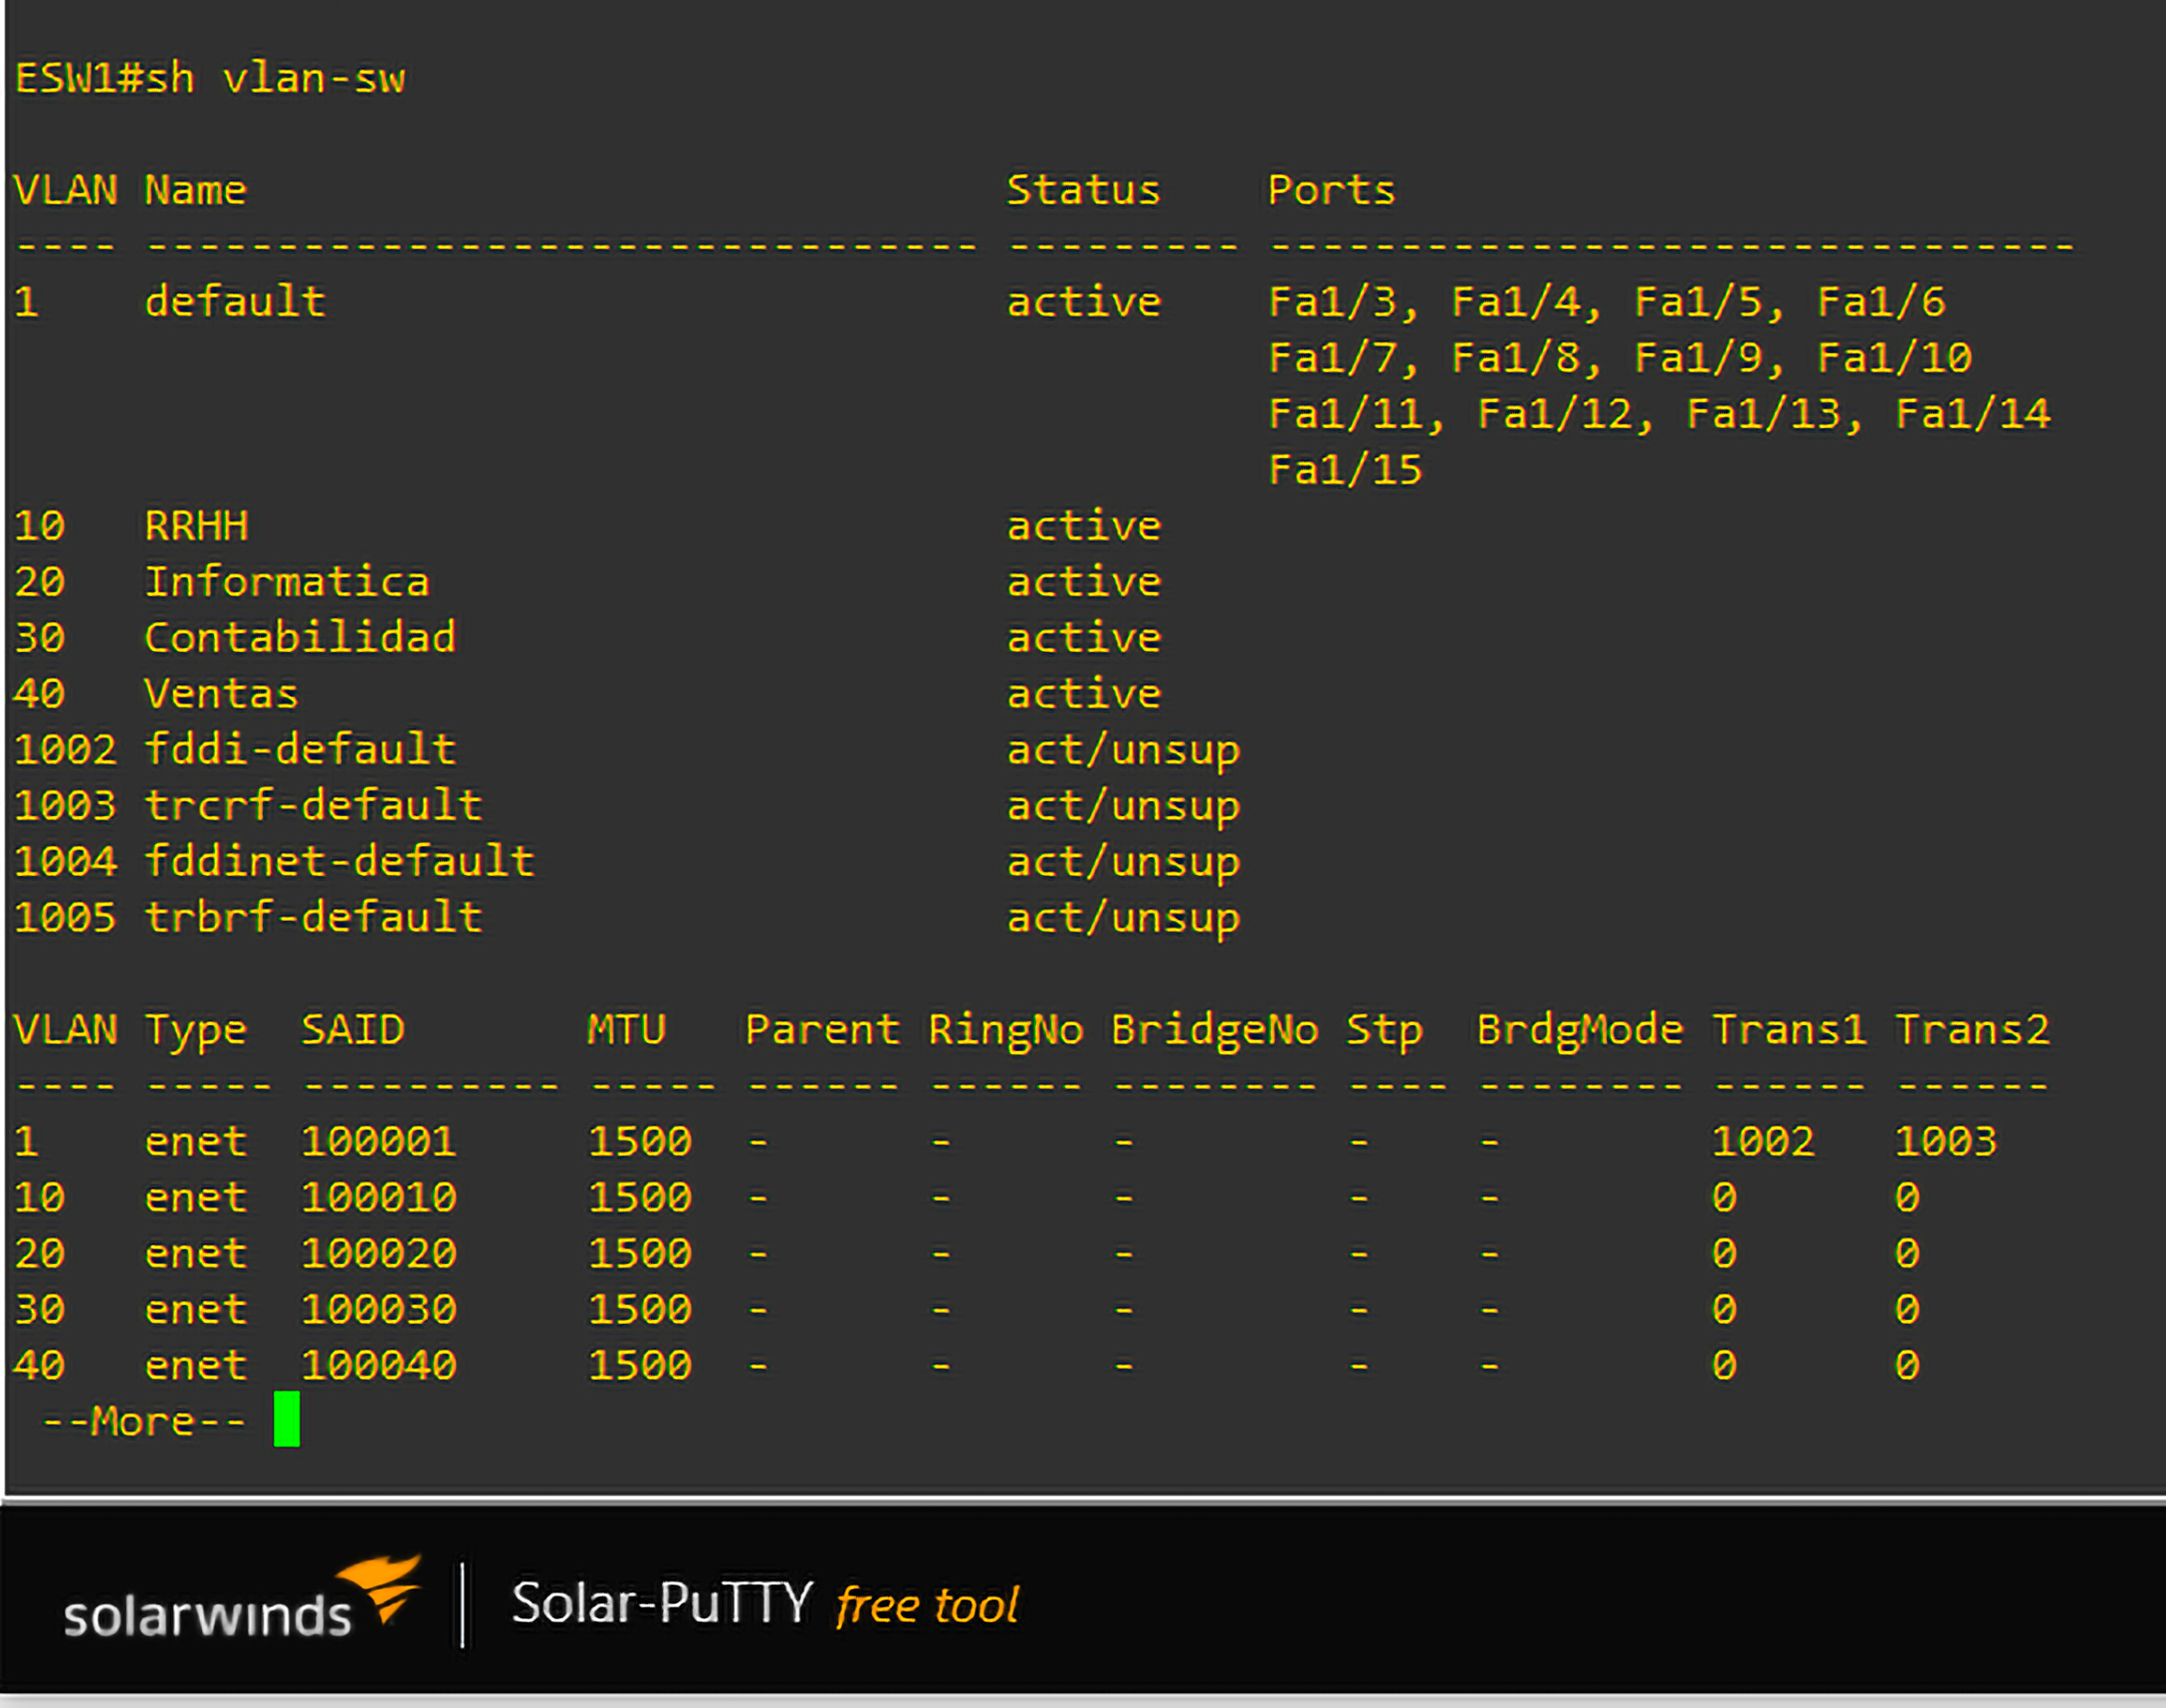 ESW1#sh vlan-sw
VLAN Name                             Status    Ports
---- -------------------------------- --------- -------------------------------
1    default                          active    Fa1/3, Fa1/4, Fa1/5, Fa1/6
                                                Fa1/7, Fa1/8, Fa1/9, Fa1/10
                                                Fa1/11, Fa1/12, Fa1/13, Fa1/14
                                                Fa1/15
10   RRHH                             active
20   Informatica                      active
30   Contabilidad                     active
40   Ventas                           active
1002 fddi-default                     act/unsup
1003 trcrf-default                    act/unsup
1004 fddinet-default                  act/unsup
1005 trbrf-default                    act/unsup
VLAN Type  SAID       MTU   Parent RingNo BridgeNo Stp  BrdgMode Trans1 Trans2
---- ----- ---------- ----- ------ ------ -------- ---- -------- ------ ------
1    enet  100001     1500  -      -      -        -    -        1002   1003
10   enet  100010     1500  -      -      -        -    -        0      0
20   enet  100020     1500  -      -      -        -    -        0      0
30   enet  100030     1500  -      -      -        -    -        0      0
40   enet  100040     1500  -      -      -        -    -        0      0
 --More--
solarwinds | Solar-PuTTY free tool